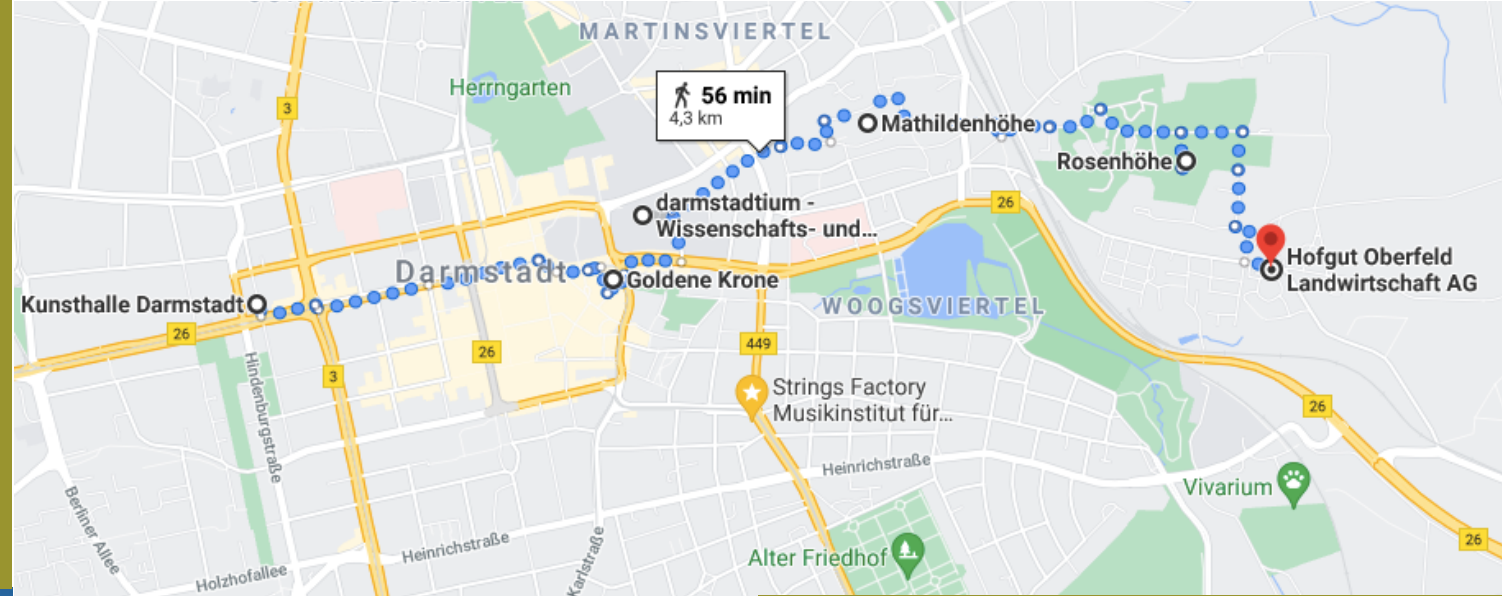 MARTINSVIERTEL
Herrngarten
3
56 min
4,3 km
Mathildenhöhe
Rosenhöhe
darmstadtium -
Wissenschafts- und...
26
Darmstadt
Goldene Krone
Hofgut Oberfeld
Landwirtschaft AG
Kunsthalle Darmstadt
WOOGSVIERTEL
26
26
449
3
Hindenburgstraße
Strings Factory
Musikinstitut für...
26
Heinrichstraße
Vivarium
Berliner Allee
Heinrichstraße
Karlstraße
Alter Friedhof
26
Holzhofallee